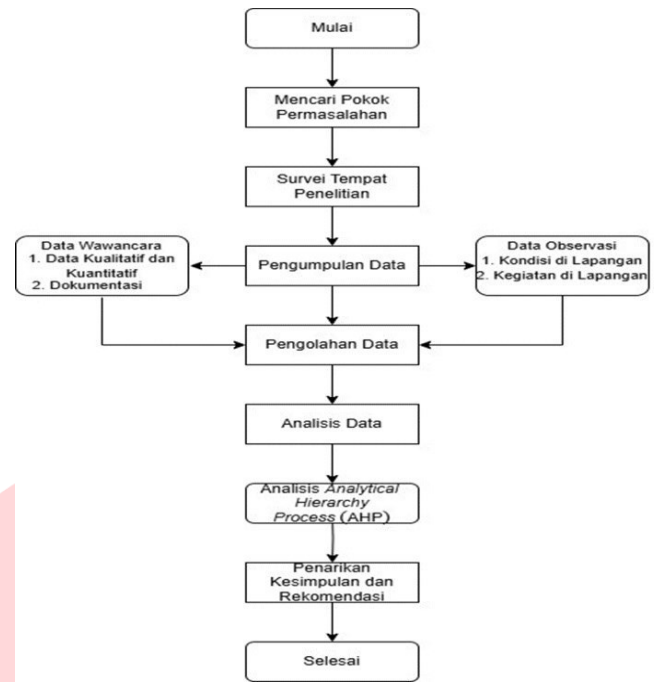 Mulai
Mencari Pokok
Permasalahan
Survei Tempat
Penelitian
Data Wawancara
1. Data Kualitatif dan
Kuantitatif
2. Dokumentasi
Pengumpulan Data
Data Observasi
1. Kondisi di Lapangan
2. Kegiatan di Lapangan
Pengolahan Data
Analisis Data
Analisis Analytical
Hierarchy
Process (AHP)
Penarikan
Kesimpulan dan
Rekomendasi
Selesai